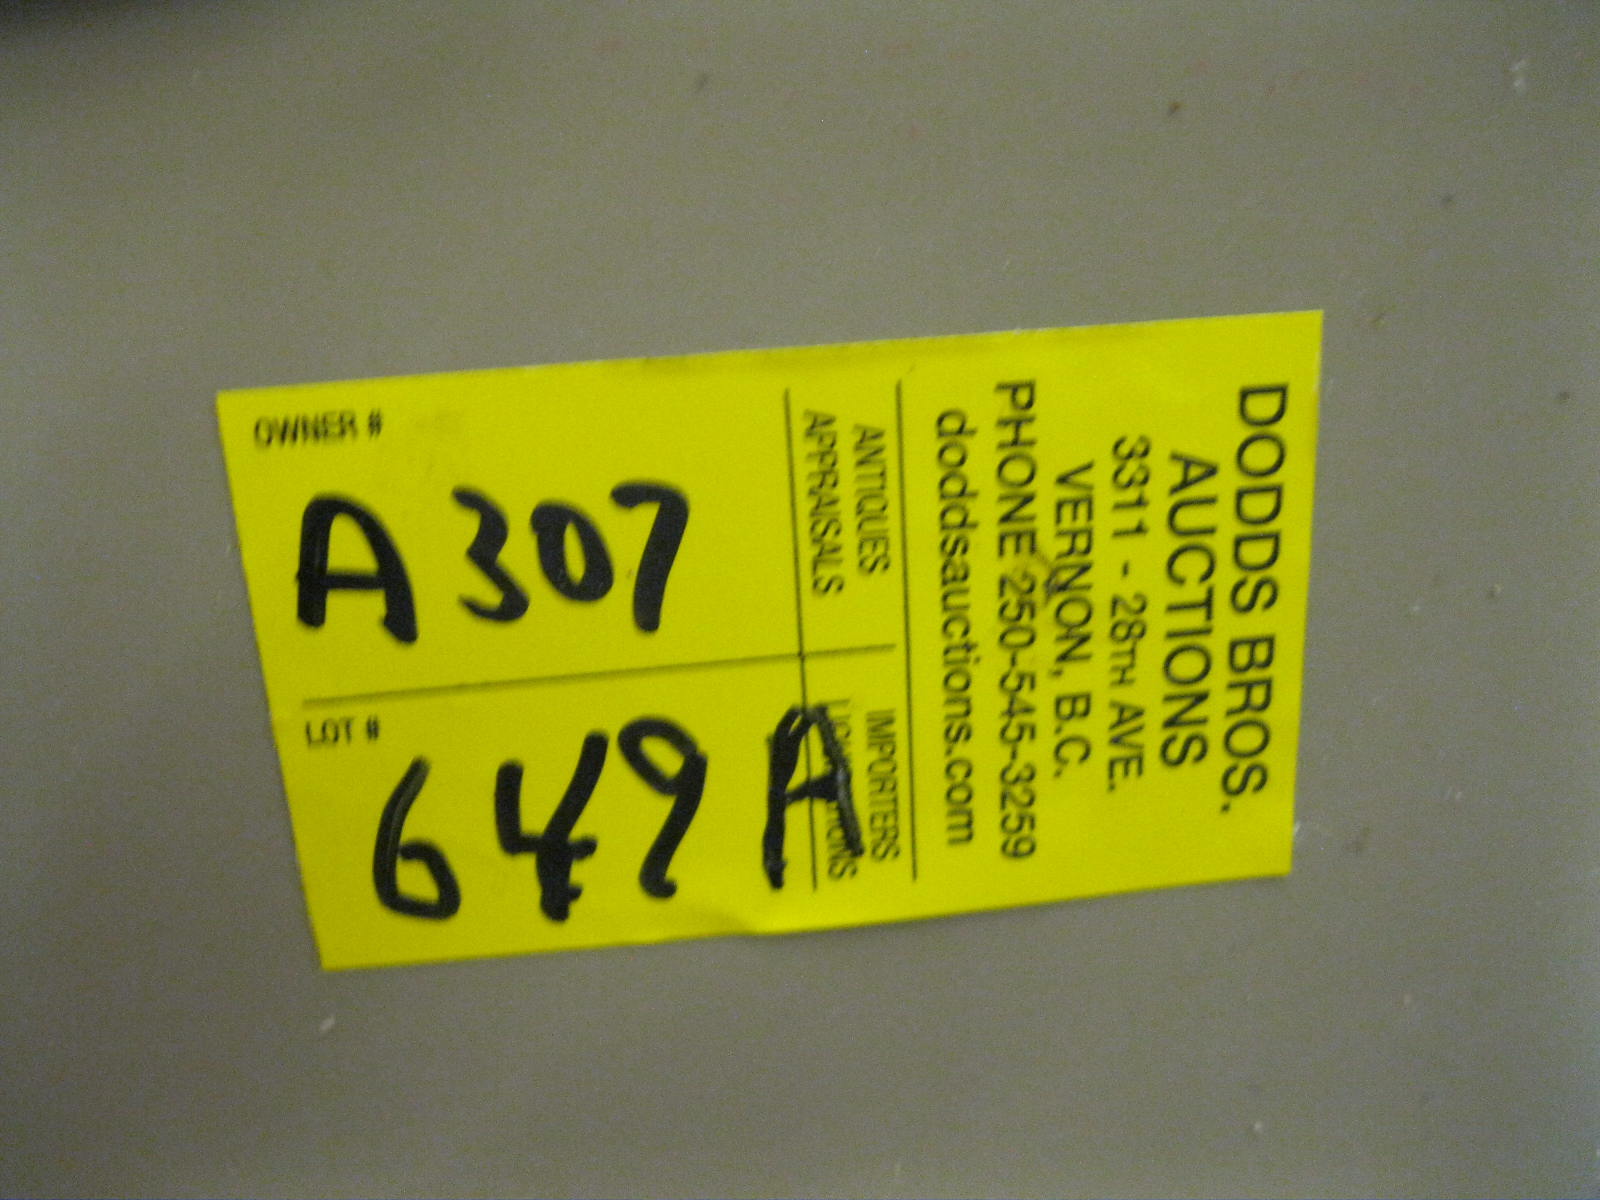 DODDS BROS.
AUCTIONS
3311 - 28TH AVE.
VERNON, B.C.
PHONE 250-545-3259
doddsauctions.com
ANTIQUES
APPRAISALS
IMPORTERS
OWNER #
A307
LOT #
649A